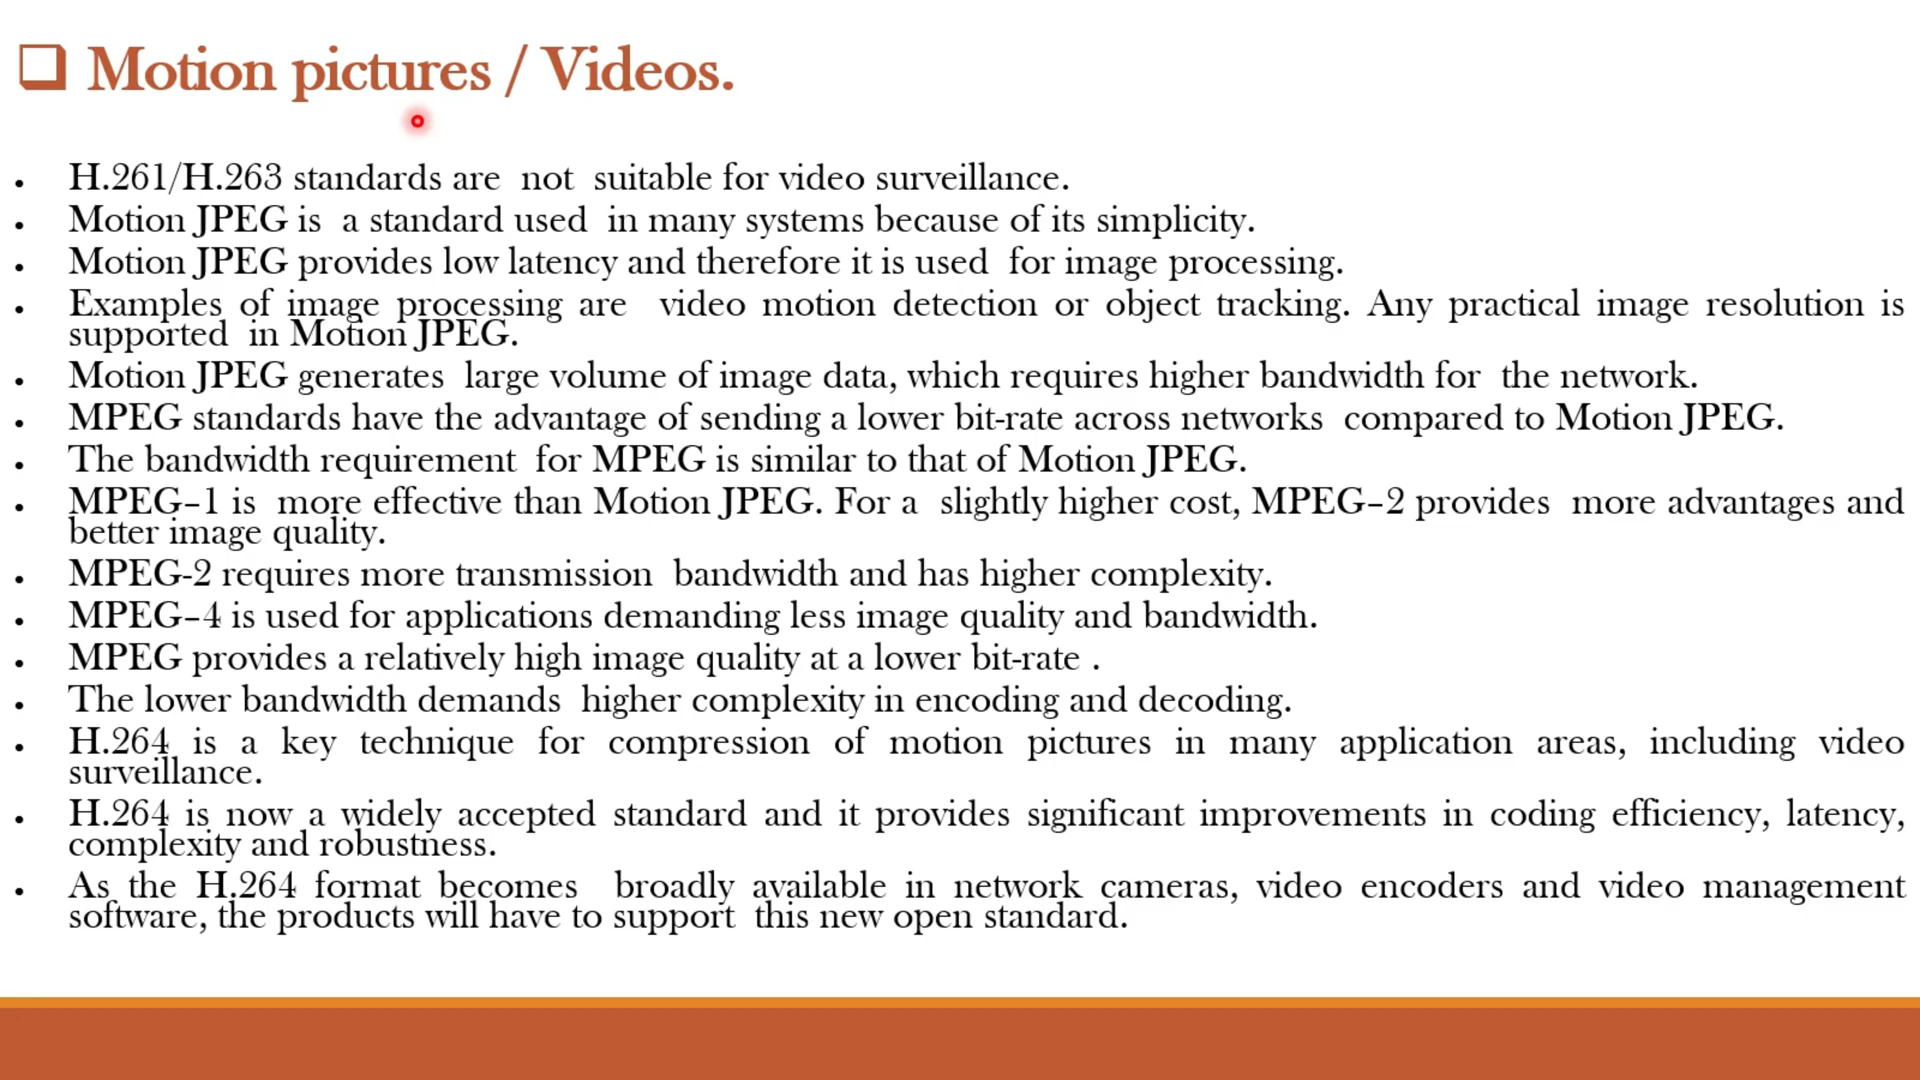 Motion pictures / Videos.
• H.261/H.263 standards are not suitable for video surveillance.
• Motion JPEG is a standard used in many systems because of its simplicity.
• Motion JPEG provides low latency and therefore it is used for image processing.
• Examples of image processing are video motion detection or object tracking. Any practical image resolution is
supported in Motion JPEG.
• Motion JPEG generates large volume of image data, which requires higher bandwidth for the network.
• MPEG standards have the advantage of sending a lower bit-rate across networks compared to Motion JPEG.
• The bandwidth requirement for MPEG is similar to that of Motion JPEG.
• MPEG–1 is more effective than Motion JPEG. For a slightly higher cost, MPEG–2 provides more advantages and
better image quality.
• MPEG-2 requires more transmission bandwidth and has higher complexity.
• MPEG–4 is used for applications demanding less image quality and bandwidth.
• MPEG provides a relatively high image quality at a lower bit-rate .
• The lower bandwidth demands higher complexity in encoding and decoding.
• H.264 is a key technique for compression of motion pictures in many application areas, including video
surveillance.
• H.264 is now a widely accepted standard and it provides significant improvements in coding efficiency, latency,
complexity and robustness.
• As the H.264 format becomes broadly available in network cameras, video encoders and video management
software, the products will have to support this new open standard.